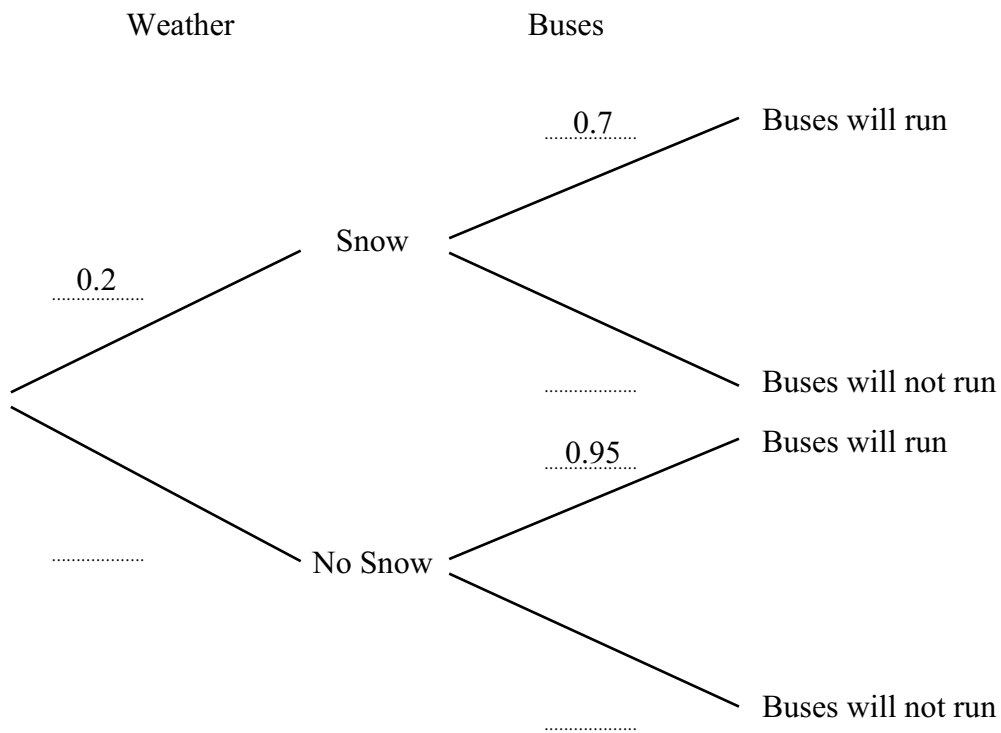 Weather Buses
0.7 Buses will run
Snow
0.2
Buses will not run
0.95 Buses will run
No Snow
Buses will not run